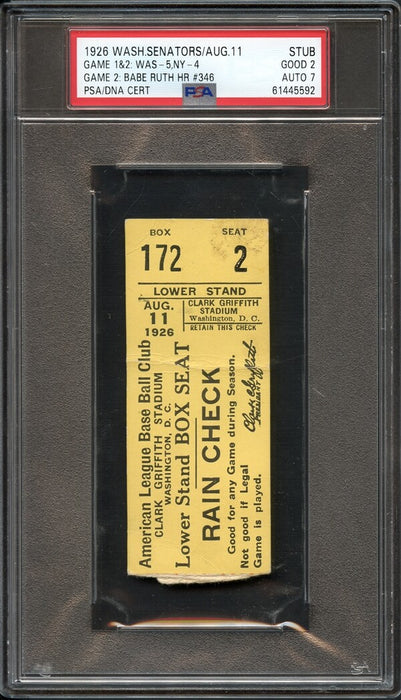 1926 WASH.SENATORS/AUG.11 STUB
GAME 1&2: WAS-5,NY-4 GOOD 2
GAME 2: BABE RUTH HR #346 AUTO 7
PSA/DNA CERT PSA 61445592
BOX SEAT
172 2
LOWER STAND
AUG.
11
1926
CLARK GRIFFITH
STADIUM
Washington, D. C.
RETAIN THIS CHECK
American League Base Ball Club
CLARK GRIFFITH STADIUM
WASHINGTON, D. C.
Lower Stand BOX SEAT
RAIN CHECK
Good for any Game during Season.
Not good if Legal
Game is played.
Clark C. Griffith
President